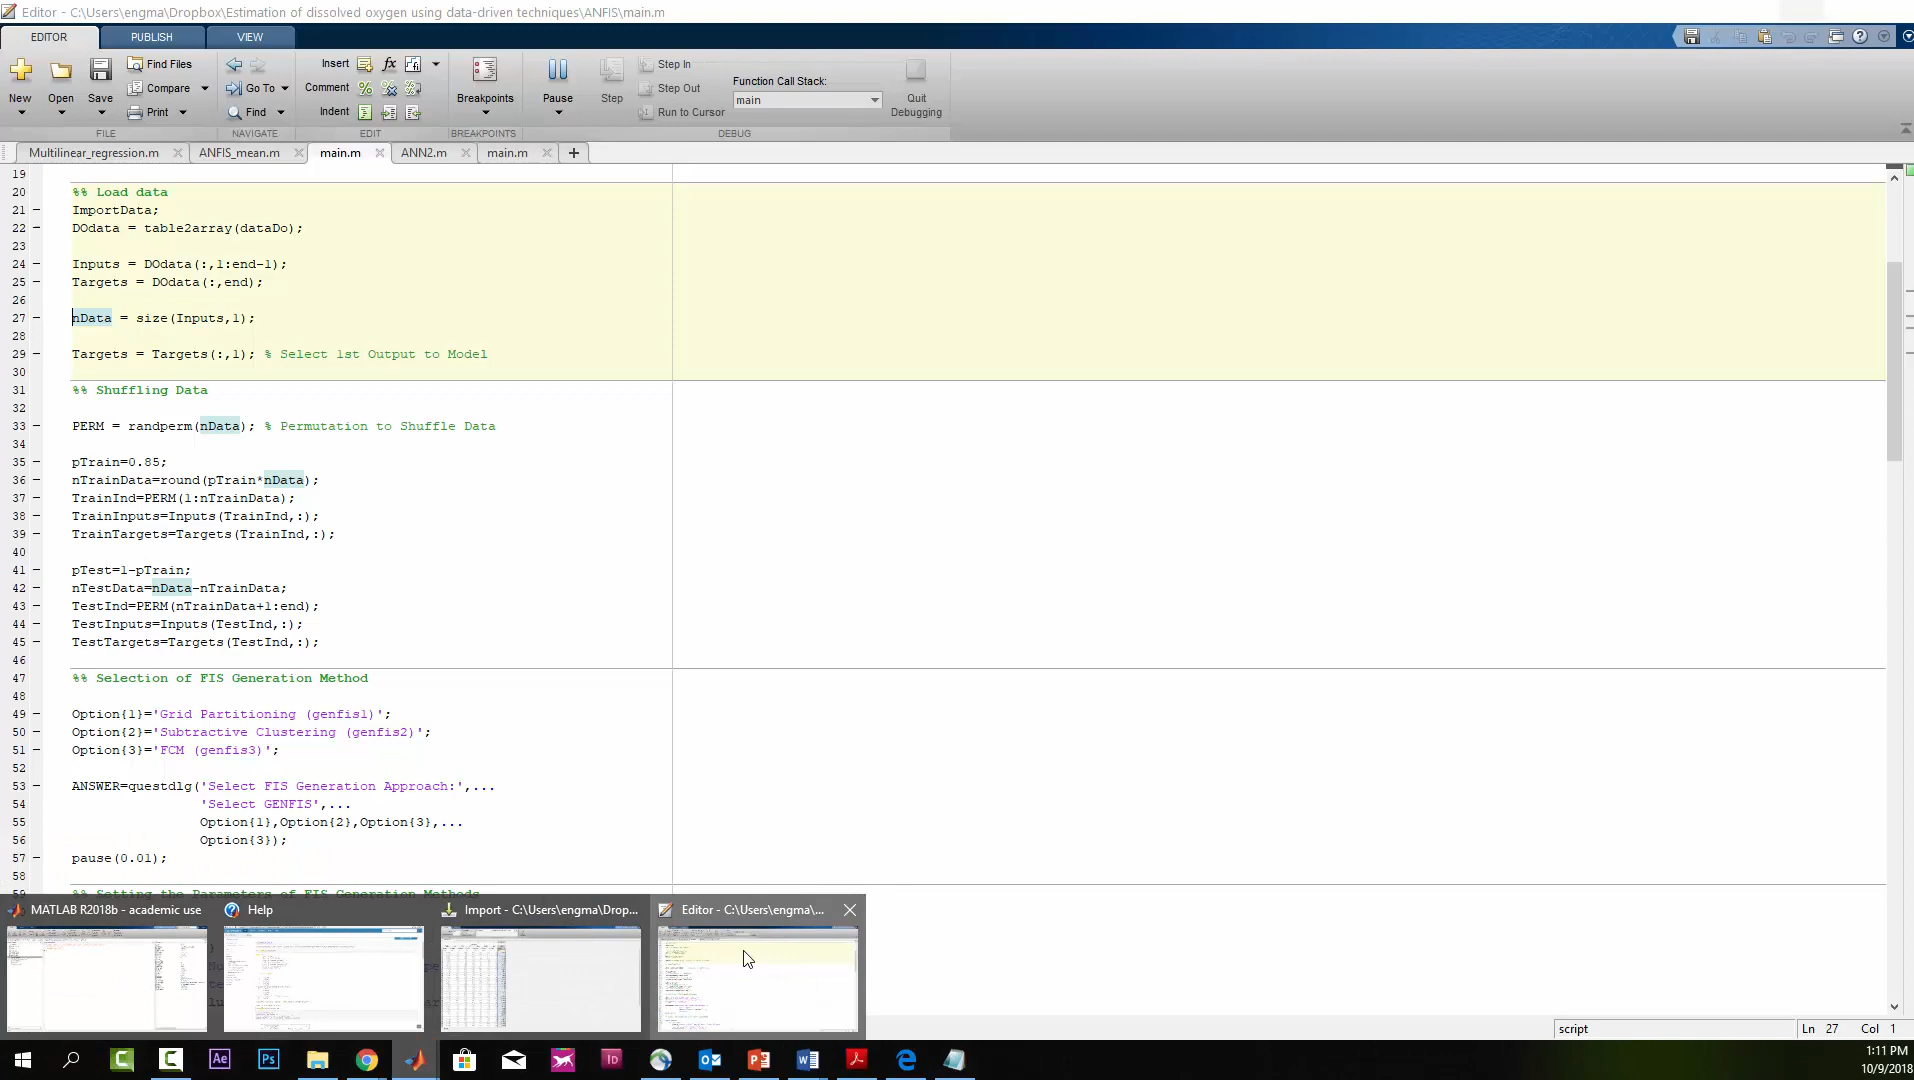 Editor - C:\Users\engma\Dropbox\Estimation of dissolved oxygen using data-driven techniques\ANFIS\main.m
EDITOR PUBLISH VIEW
Find Files Insert fx Step In
Compare Go To Comment Step Out Function Call Stack:
New Open Save Print Find Indent Breakpoints Pause Step Run to Cursor main Quit Debugging
FILE NAVIGATE EDIT BREAKPOINTS DEBUG
Multilinear_regression.m ANFIS_mean.m main.m ANN2.m main.m
19
20 %% Load data
21 ImportData;
22 DOdata = table2array(dataDo);
23
24 Inputs = DOdata(:,1:end-1);
25 Targets = DOdata(:,end);
26
27 nData = size(Inputs,1);
28
29 Targets = Targets(:,1); % Select 1st Output to Model
30
31 %% Shuffling Data
32
33 PERM = randperm(nData); % Permutation to Shuffle Data
34
35 pTrain=0.85;
36 nTrainData=round(pTrain*nData);
37 TrainInd=PERM(1:nTrainData);
38 TrainInputs=Inputs(TrainInd,:);
39 TrainTargets=Targets(TrainInd,:);
40
41 pTest=1-pTrain;
42 nTestData=nData-nTrainData;
43 TestInd=PERM(nTrainData+1:end);
44 TestInputs=Inputs(TestInd,:);
45 TestTargets=Targets(TestInd,:);
46
47 %% Selection of FIS Generation Method
48
49 Option{1}='Grid Partitioning (genfis1)';
50 Option{2}='Subtractive Clustering (genfis2)';
51 Option{3}='FCM (genfis3)';
52
53 ANSWER=questdlg('Select FIS Generation Approach:',...
54 'Select GENFIS',...
55 Option{1},Option{2},Option{3},...
56 Option{3});
57 pause(0.01);
58
59 %% Setting the Parameters of FIS Generation Methods
MATLAB R2018b - academic use Help Import - C:\Users\engma\Drop... Editor - C:\Users\engma\...
script Ln 27 Col 1
1:11 PM
10/9/2018